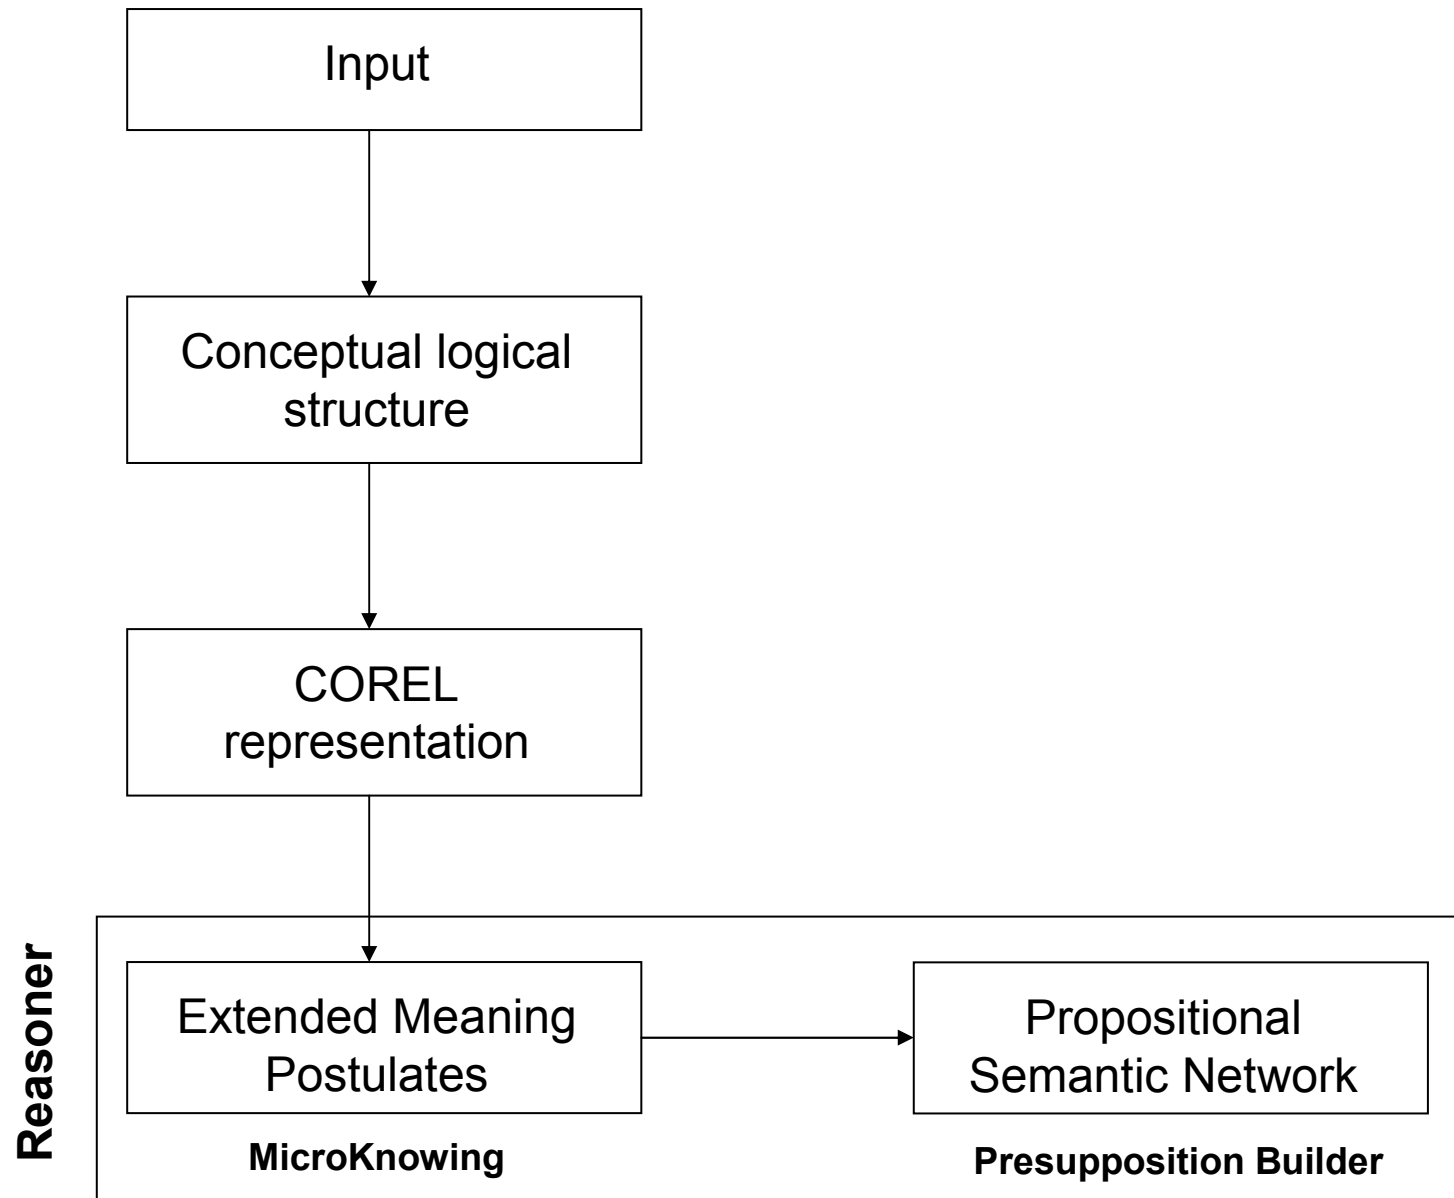 Input
Conceptual logical
structure
COREL
representation
Reasoner
Extended Meaning
Postulates
MicroKnowing
Propositional
Semantic Network
Presupposition Builder